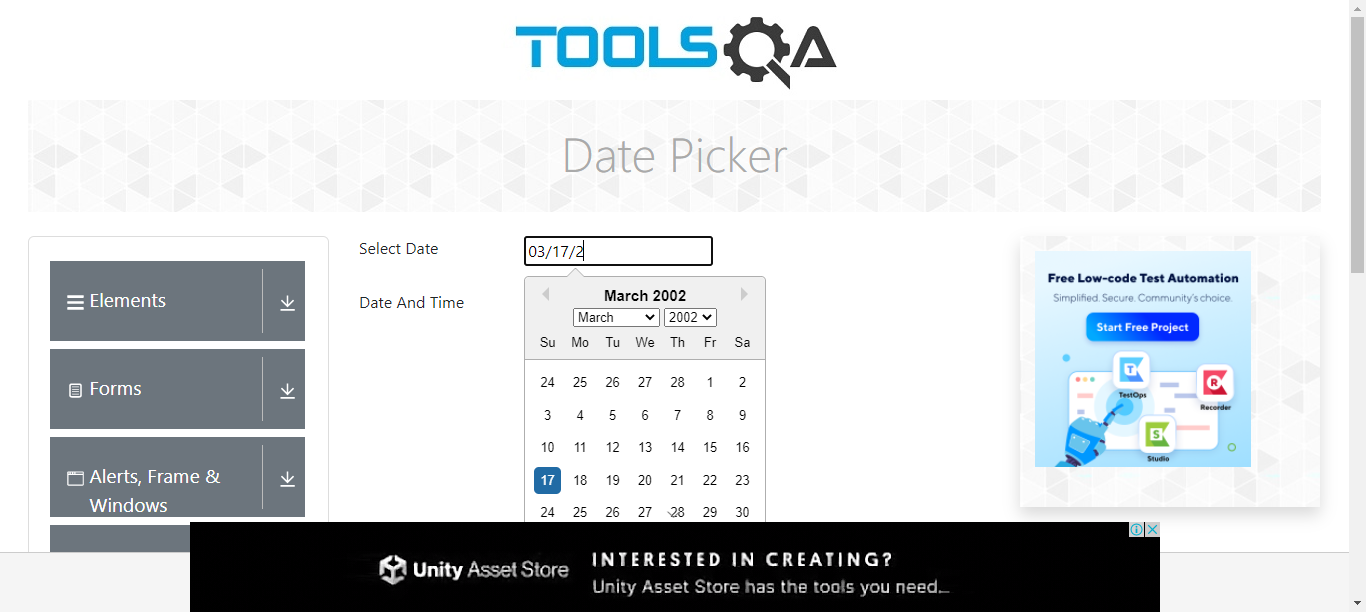 TOOLSQA
Date Picker
Elements
Forms
Alerts, Frame &
Windows
Select Date
03/17/2
Date And Time
March 2002
March 2002
Su Mo Tu We Th Fr Sa
24 25 26 27 28 1 2
3 4 5 6 7 8 9
10 11 12 13 14 15 16
17 18 19 20 21 22 23
24 25 26 27 28 29 30
Free Low-code Test Automation
Simplified. Secure. Community's choice.
Start Free Project
T
TestOps
R
Recorder
S
Studio
Unity Asset Store
INTERESTED IN CREATING?
Unity Asset Store has the tools you need...